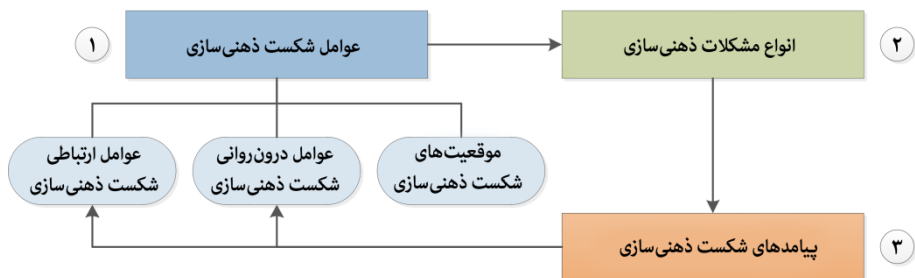 ۱
عوامل شکست ذهنی‌سازی
انواع مشکلات ذهنی‌سازی
۲
موقعیت‌های
شکست ذهنی‌سازی
عوامل درون‌روانی
شکست ذهنی‌سازی
عوامل ارتباطی
شکست ذهنی‌سازی
پیامدهای شکست ذهنی‌سازی
۳